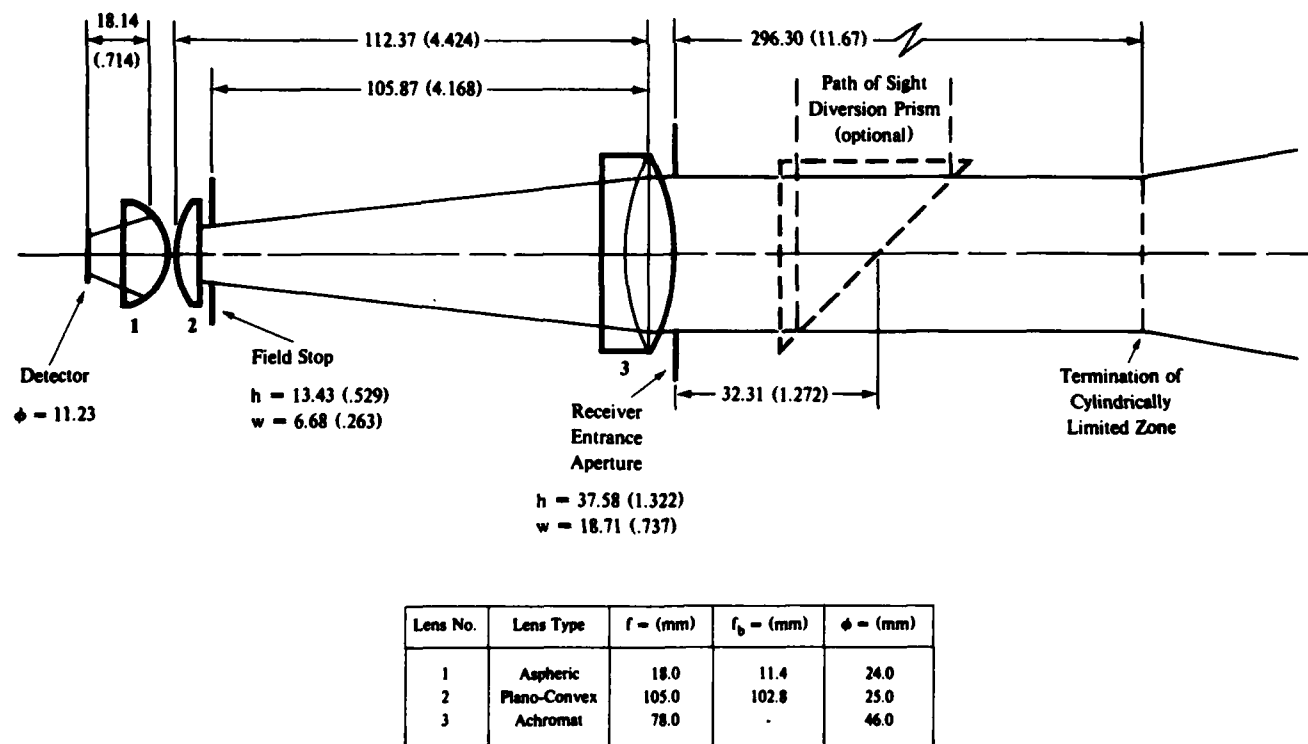 18.14
(.714)
112.37 (4.424)
296.30 (11.67)
105.87 (4.168)
Path of Sight
Diversion Prism
(optional)
1
2
3
Detector
ϕ = 11.23
Field Stop
h = 13.43 (.529)
w = 6.68 (.263)
32.31 (1.272)
Receiver
Entrance
Aperture
h = 37.58 (1.322)
w = 18.71 (.737)
Termination of
Cylindrically
Limited Zone
Lens No. Lens Type f = (mm) f_b = (mm) ϕ = (mm)
1 Aspheric 18.0 11.4 24.0
2 Plano-Convex 105.0 102.8 25.0
3 Achromat 78.0 - 46.0